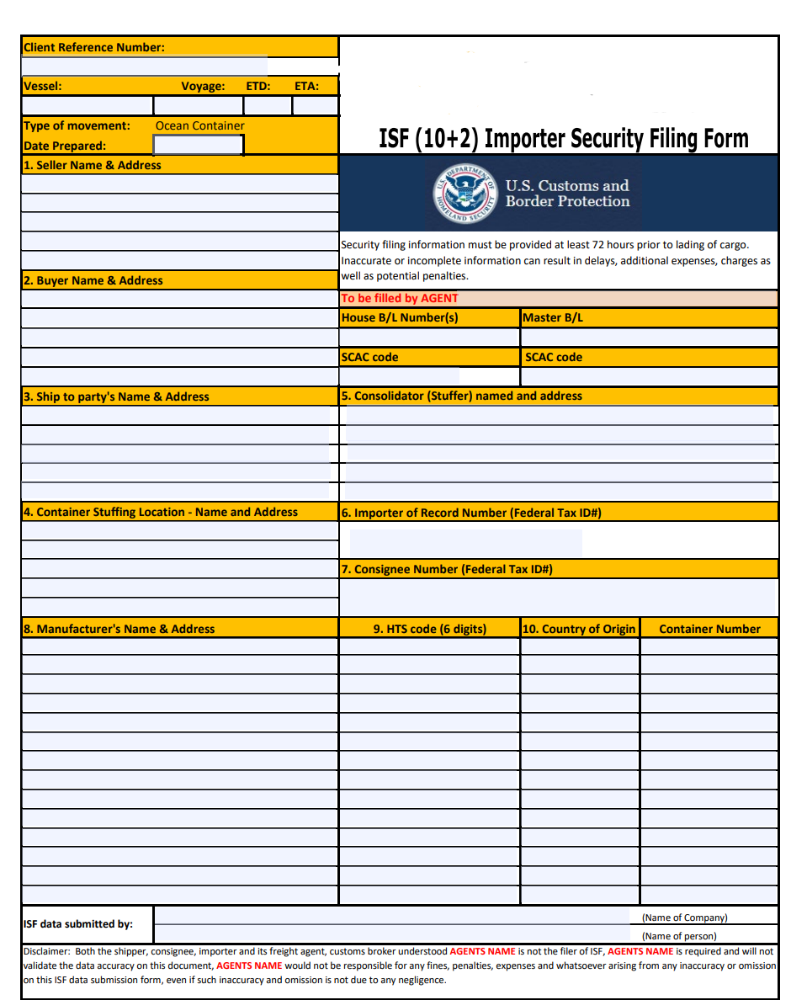 Client Reference Number:
Vessel: Voyage: ETD: ETA:
Type of movement: Ocean Container
Date Prepared:
ISF (10+2) Importer Security Filing Form
1. Seller Name & Address
U.S. DEPARTMENT OF HOMELAND SECURITY
U.S. Customs and
Border Protection
Security filing information must be provided at least 72 hours prior to lading of cargo.
Inaccurate or incomplete information can result in delays, additional expenses, charges as
well as potential penalties.
2. Buyer Name & Address
To be filled by AGENT
House B/L Number(s) Master B/L
SCAC code SCAC code
3. Ship to party's Name & Address
5. Consolidator (Stuffer) named and address
4. Container Stuffing Location - Name and Address
6. Importer of Record Number (Federal Tax ID#)
7. Consignee Number (Federal Tax ID#)
8. Manufacturer's Name & Address 9. HTS code (6 digits) 10. Country of Origin Container Number
ISF data submitted by:
(Name of Company)
(Name of person)
Disclaimer: Both the shipper, consignee, importer and its freight agent, customs broker understood AGENTS NAME is not the filer of ISF, AGENTS NAME is required and will not
validate the data accuracy on this document, AGENTS NAME would not be responsible for any fines, penalties, expenses and whatsoever arising from any inaccuracy or omission
on this ISF data submission form, even if such inaccuracy and omission is not due to any negligence.